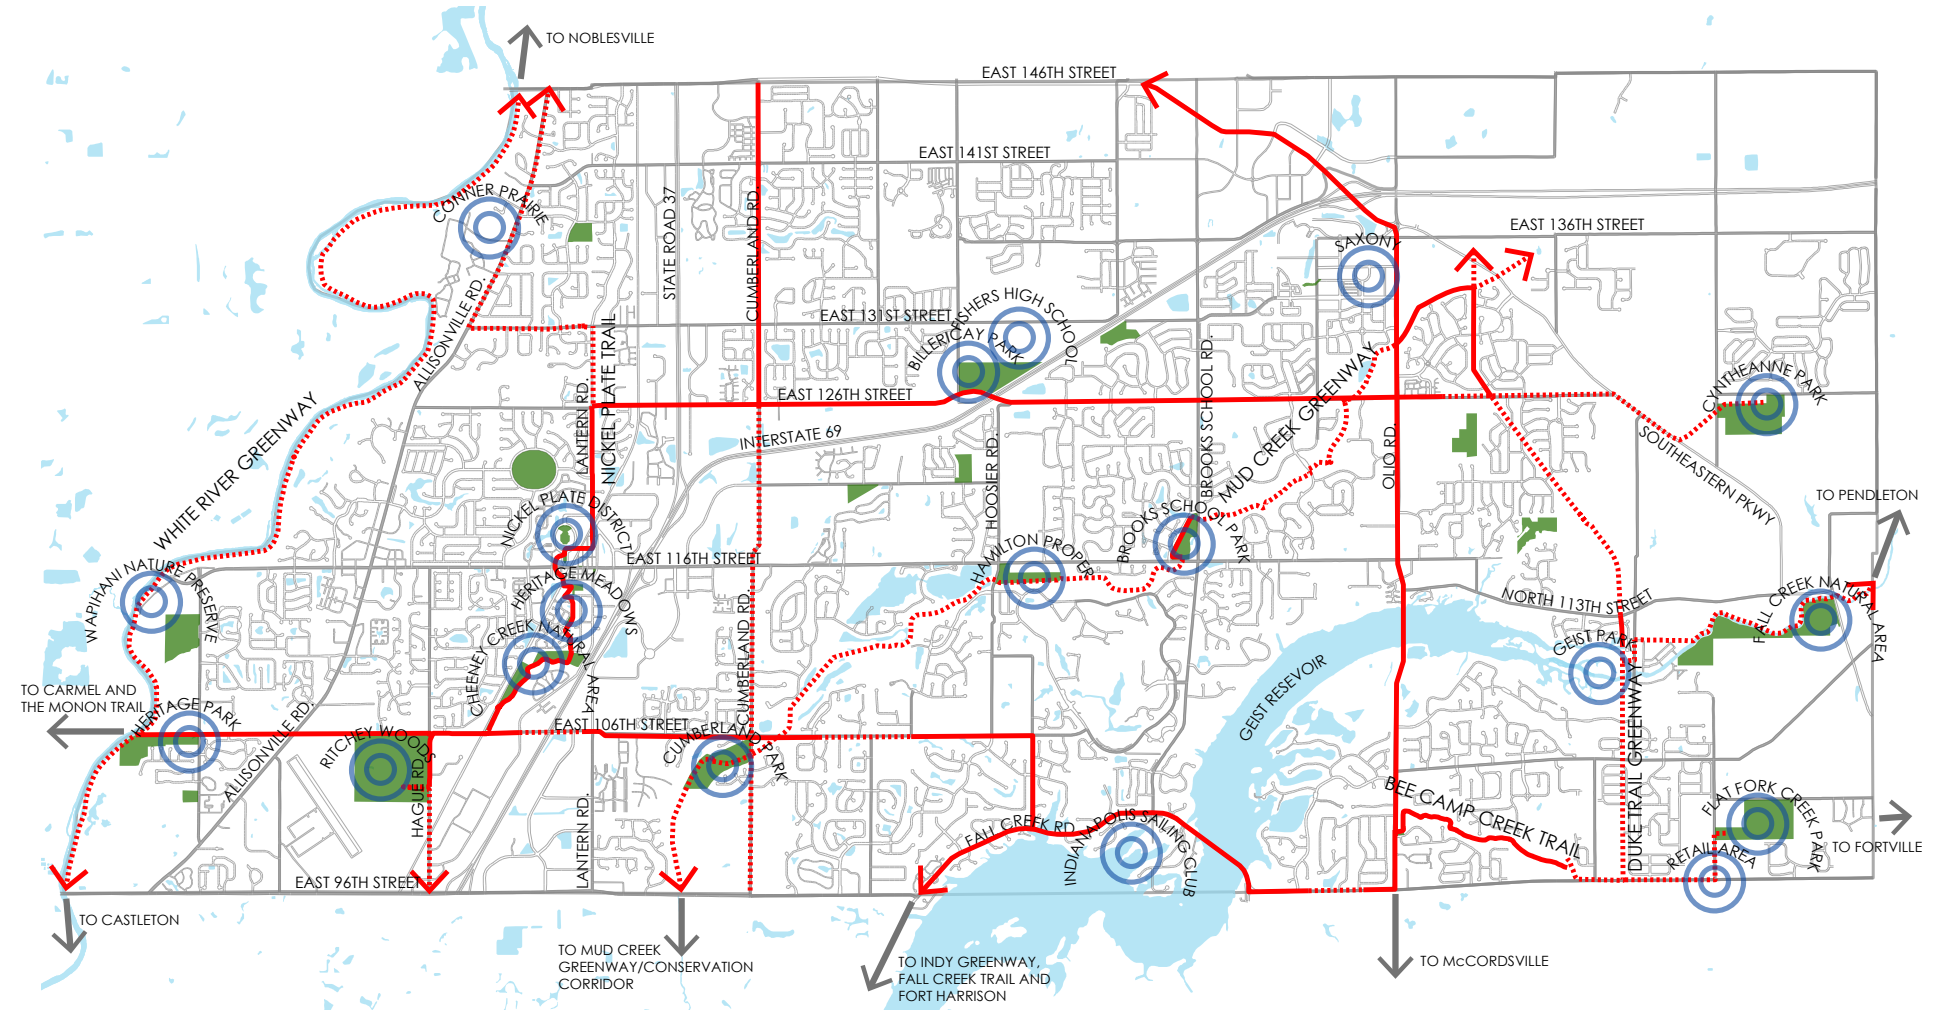 TO NOBLESVILLE
EAST 146TH STREET
EAST 141ST STREET
CONNER PRAIRIE
STATE ROAD 37
CUMBERLAND RD.
EAST 136TH STREET
SAXONY
ALLISONVILLE RD.
EAST 131ST STREET
FISHERS HIGH SCHOOL
BILLERICAY PARK
NICKEL PLATE TRAIL
LANTERN RD.
EAST 126TH STREET
INTERSTATE 69
HOOSIER RD.
BROOKS SCHOOL RD.
MUD CREEK GREENWAY
OLIO RD.
CYNTHEANNE PARK
SOUTHEASTERN PKWY
TO PENDLETON
WHITE RIVER GREENWAY
NICKEL PLATE DISTRICT
EAST 116TH STREET
HAMILTON PROPER
BROOKS SCHOOL PARK
WAPIHANI NATURE PRESERVE
HERITAGE MEADOWS
CHEENEY CREEK NATURAL AREA
CUMBERLAND RD.
NORTH 113TH STREET
FALL CREEK NATURAL AREA
GEIST PARK
GEIST RESEVOIR
DUKE TRAIL GREENWAY
TO CARMEL AND
THE MONON TRAIL
HERITAGE PARK
ALLISONVILLE RD.
RITCHEY WOODS
HAGUE RD.
EAST 106TH STREET
CUMBERLAND PARK
LANTERN RD.
FALL CREEK RD.
INDIANAPOLIS SAILING CLUB
BEE CAMP CREEK TRAIL
FLAT FORK CREEK PARK
RETAIL AREA
TO FORTVILLE
EAST 96TH STREET
TO CASTLETON
TO MUD CREEK
GREENWAY/CONSERVATION
CORRIDOR
TO INDY GREENWAY,
FALL CREEK TRAIL AND
FORT HARRISON
TO McCORDSVILLE